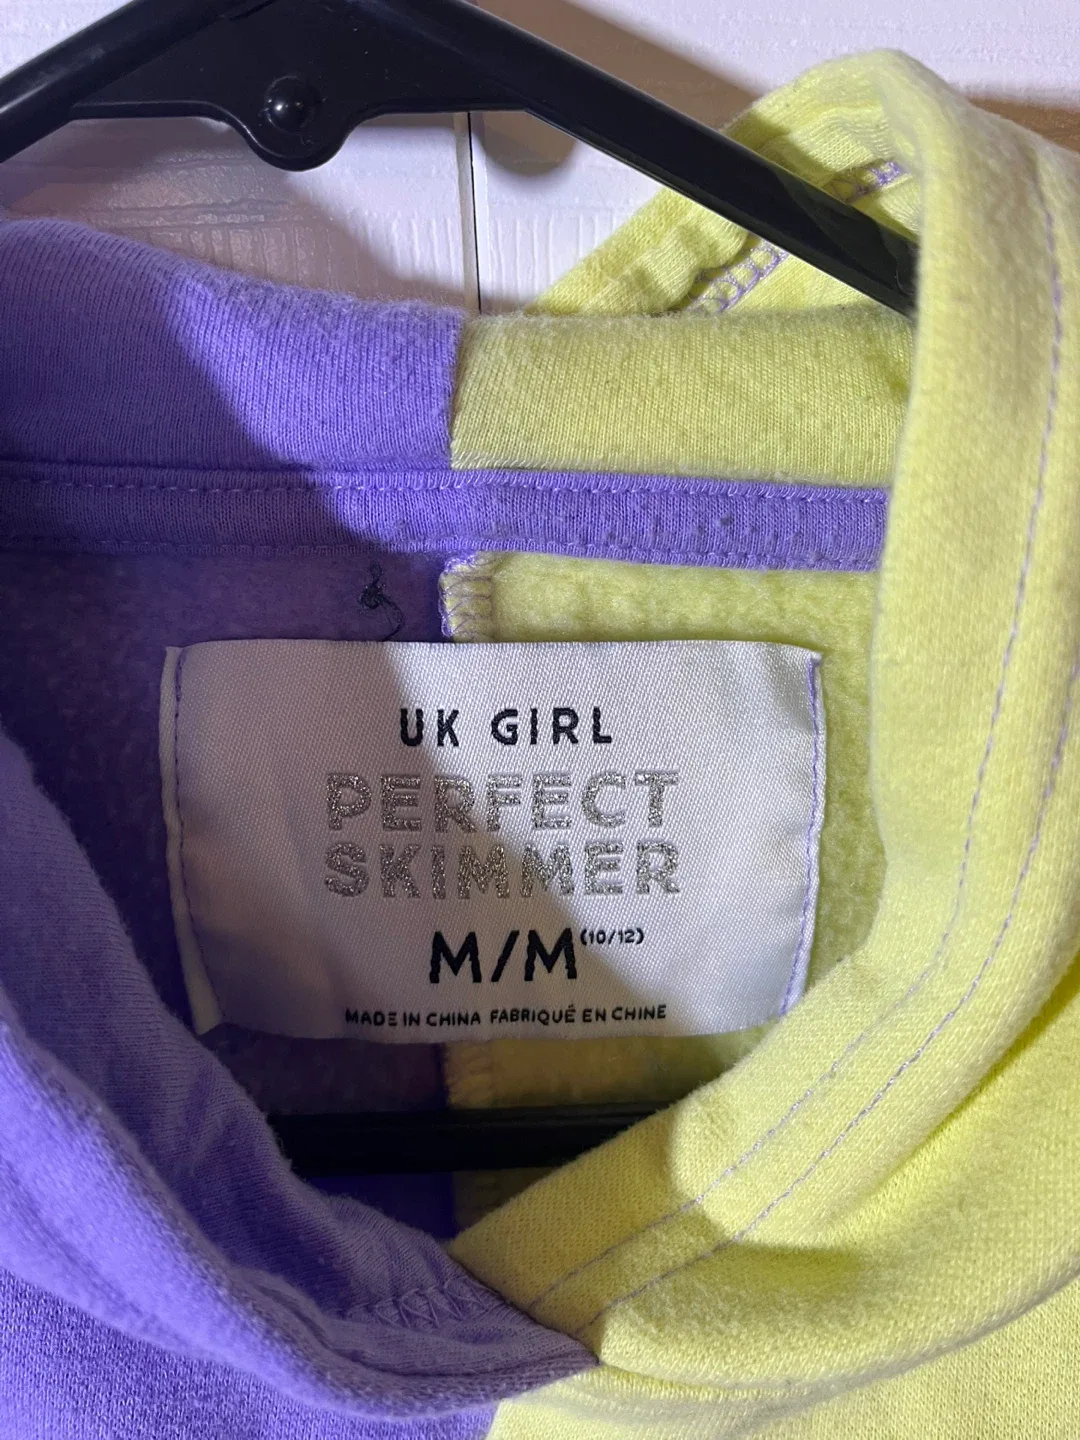 UK GIRL
PERFECT
SKIMMER
M/M (10/12)
MADE IN CHINA FABRIQUÉ EN CHINE